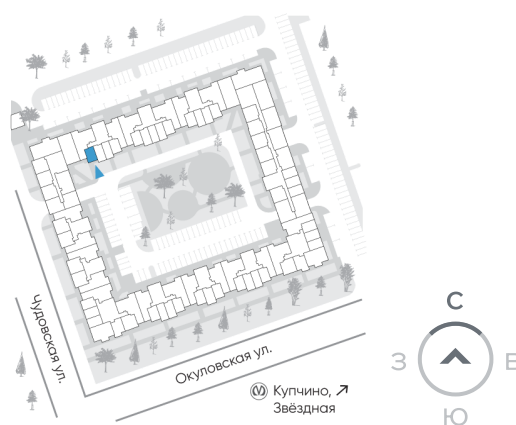 С
З
В
Чудовская ул.
Окуловская ул.
Купчино,
Звёздная
Ю